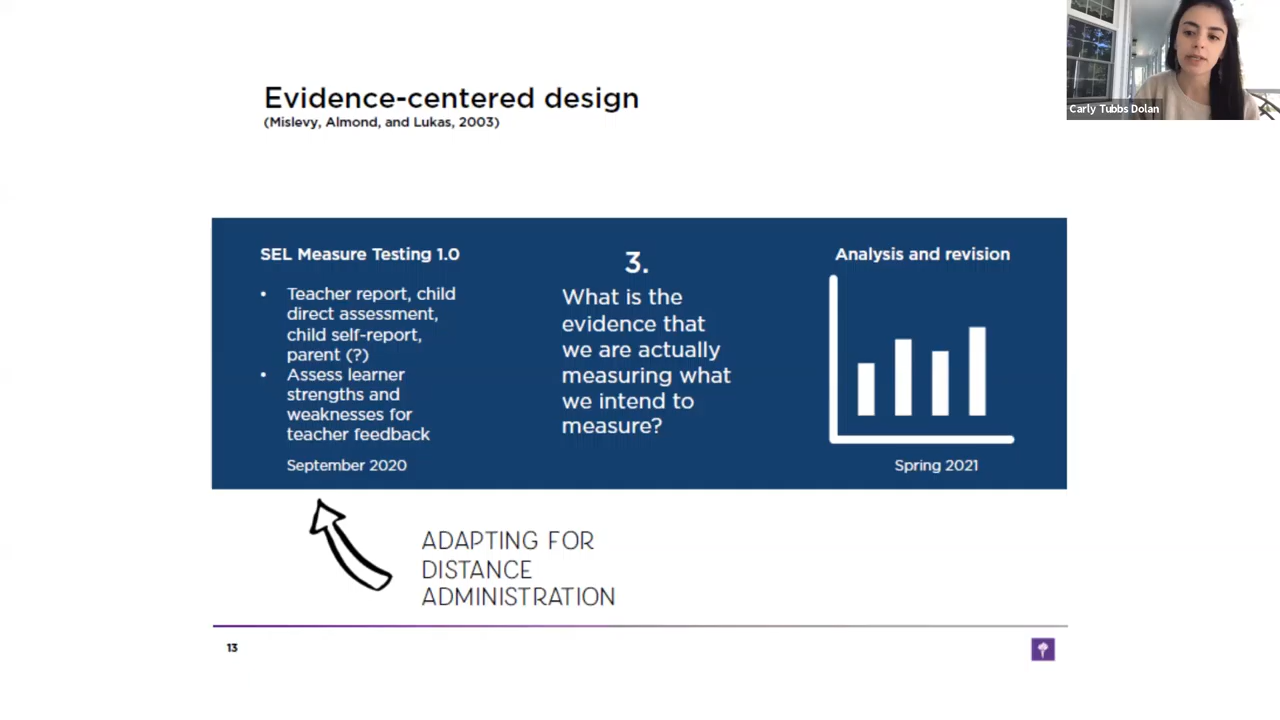 Carly Tubbs Dolan
Evidence-centered design
(Mislevy, Almond, and Lukas, 2003)
SEL Measure Testing 1.0
• Teacher report, child
direct assessment,
child self-report,
parent (?)
• Assess learner
strengths and
weaknesses for
teacher feedback
September 2020
3.
What is the
evidence that
we are actually
measuring what
we intend to
measure?
Analysis and revision
Spring 2021
ADAPTING FOR
DISTANCE
ADMINISTRATION
13